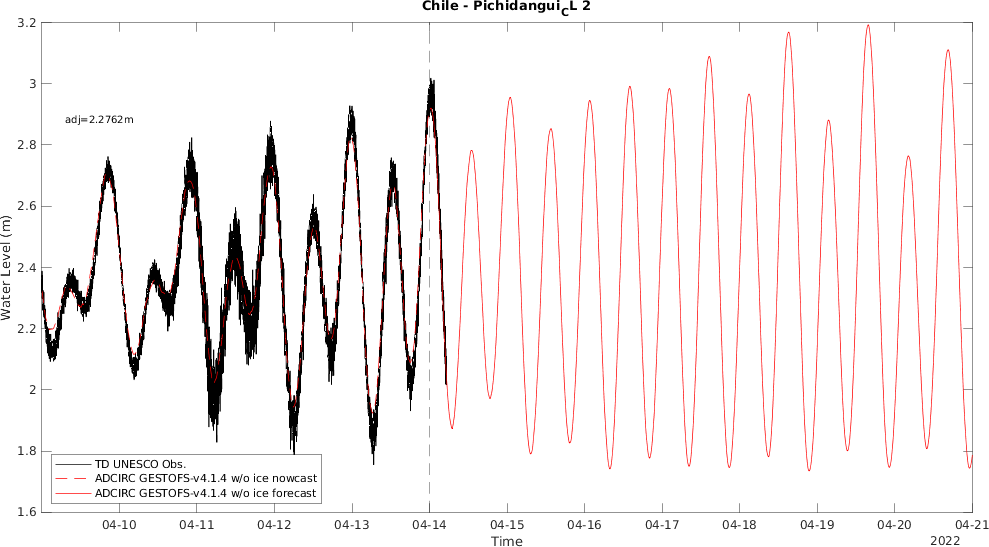 Chile - PichidanguiCL 2
3.2
3
2.8
2.6
2.4
2.2
2
1.8
1.6
Water Level (m)
adj=2.2762m
TD UNESCO Obs.
ADCIRC GESTOFS-v4.1.4 w/o ice nowcast
ADCIRC GESTOFS-v4.1.4 w/o ice forecast
04-10 04-11 04-12 04-13 04-14 04-15 04-16 04-17 04-18 04-19 04-20 04-21
Time
2022